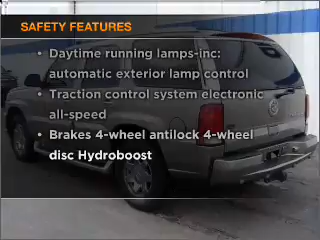 SAFETY FEATURES
• Daytime running lamps-inc:
automatic exterior lamp control
• Traction control system electronic
all-speed
• Brakes 4-wheel antilock 4-wheel
disc Hydroboost